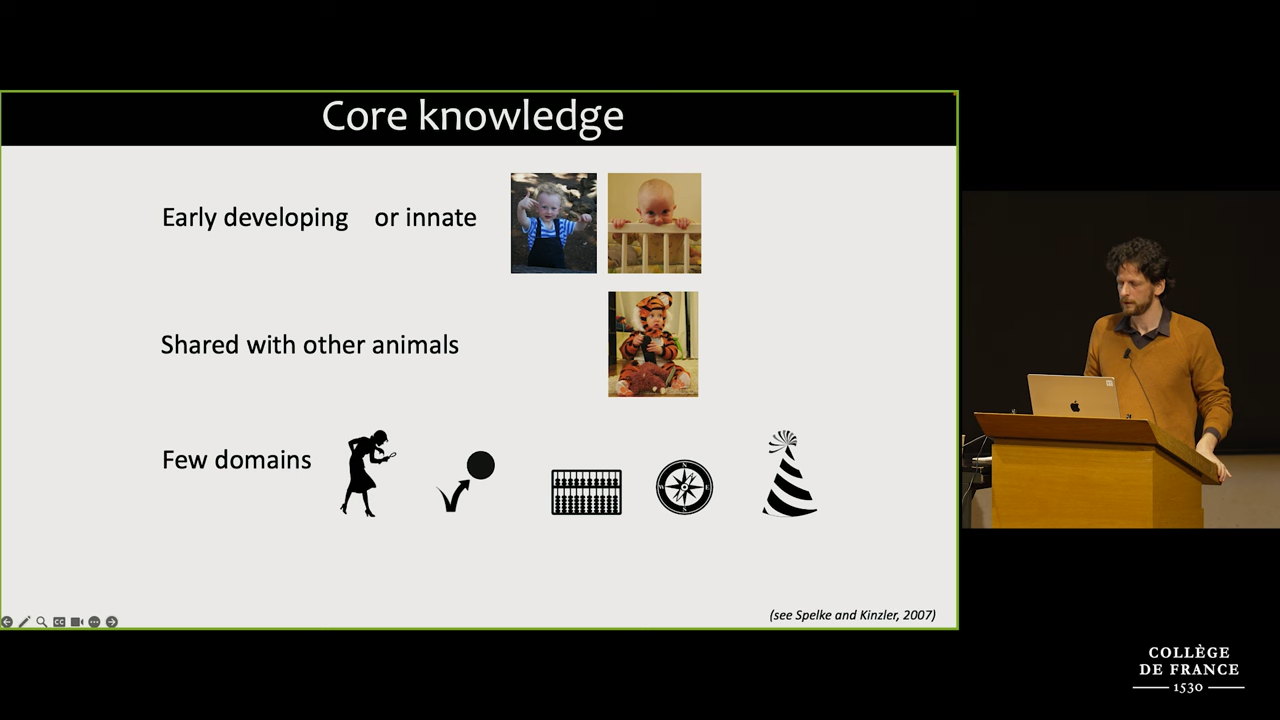 Core knowledge
Early developing or innate
Shared with other animals
Few domains
(see Spelke and Kinzler, 2007)
COLLÈGE
DE FRANCE
1530